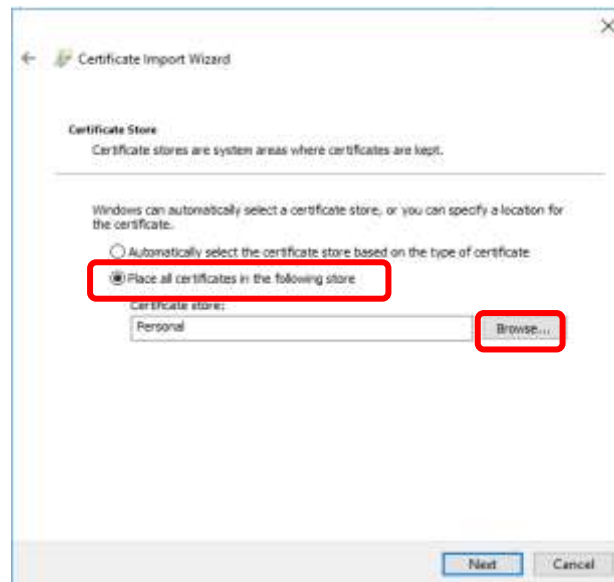 Certificate Import Wizard
Certificate Store
Certificate stores are system areas where certificates are kept.
Windows can automatically select a certificate store, or you can specify a location for
the certificate.
Automatically select the certificate store based on the type of certificate
Place all certificates in the following store
Certificate store:
Personal
Browse...
Next
Cancel